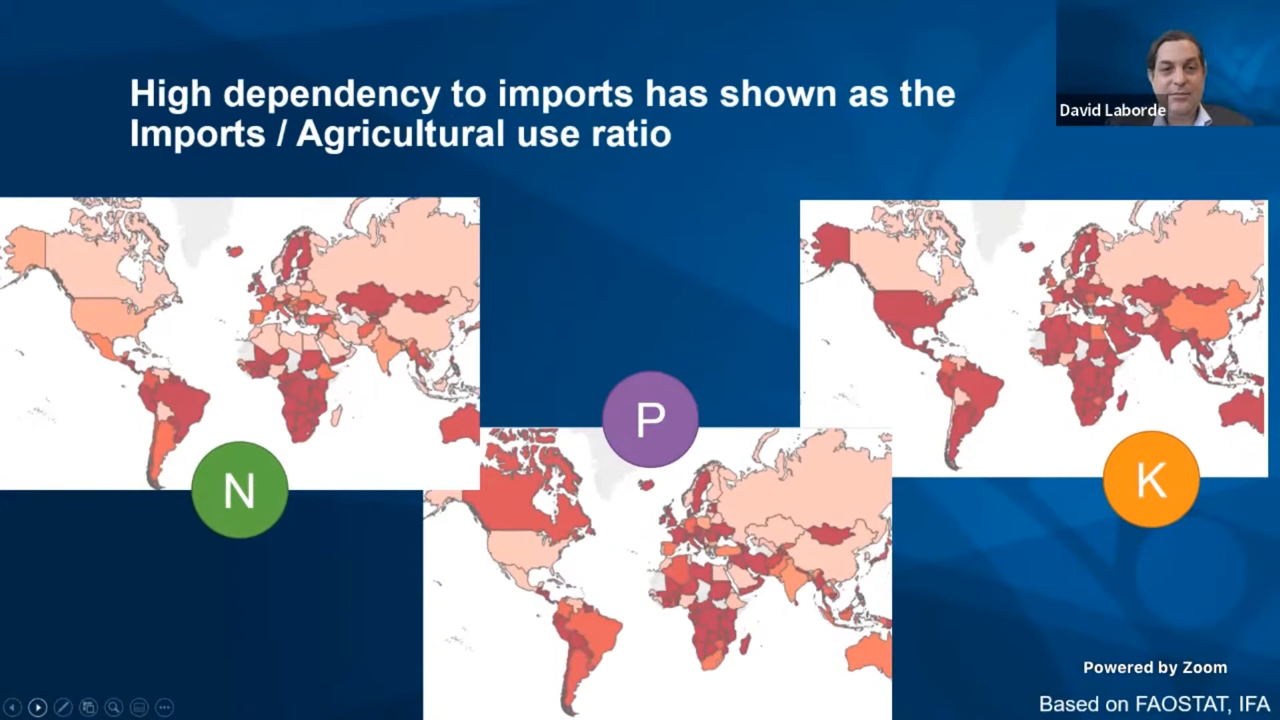 High dependency to imports has shown as the
Imports / Agricultural use ratio
David Laborde
N
P
K
Powered by Zoom
Based on FAOSTAT, IFA